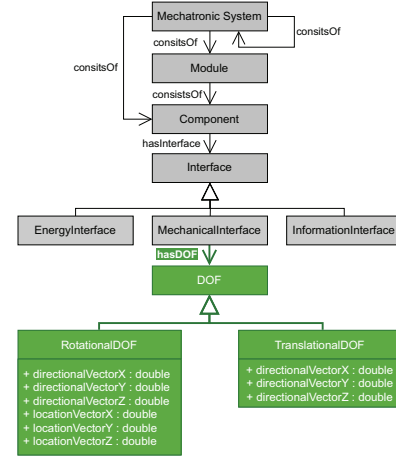 Mechatronic System
consitsOf
consitsOf
consitsOf
Module
consistsOf
Component
hasInterface
Interface
EnergyInterface
MechanicalInterface
InformationInterface
hasDOF
DOF
RotationalDOF
+ directionalVectorX : double
+ directionalVectorY : double
+ directionalVectorZ : double
+ locationVectorX : double
+ locationVectorY : double
+ locationVectorZ : double
TranslationalDOF
+ directionalVectorX : double
+ directionalVectorY : double
+ directionalVectorZ : double